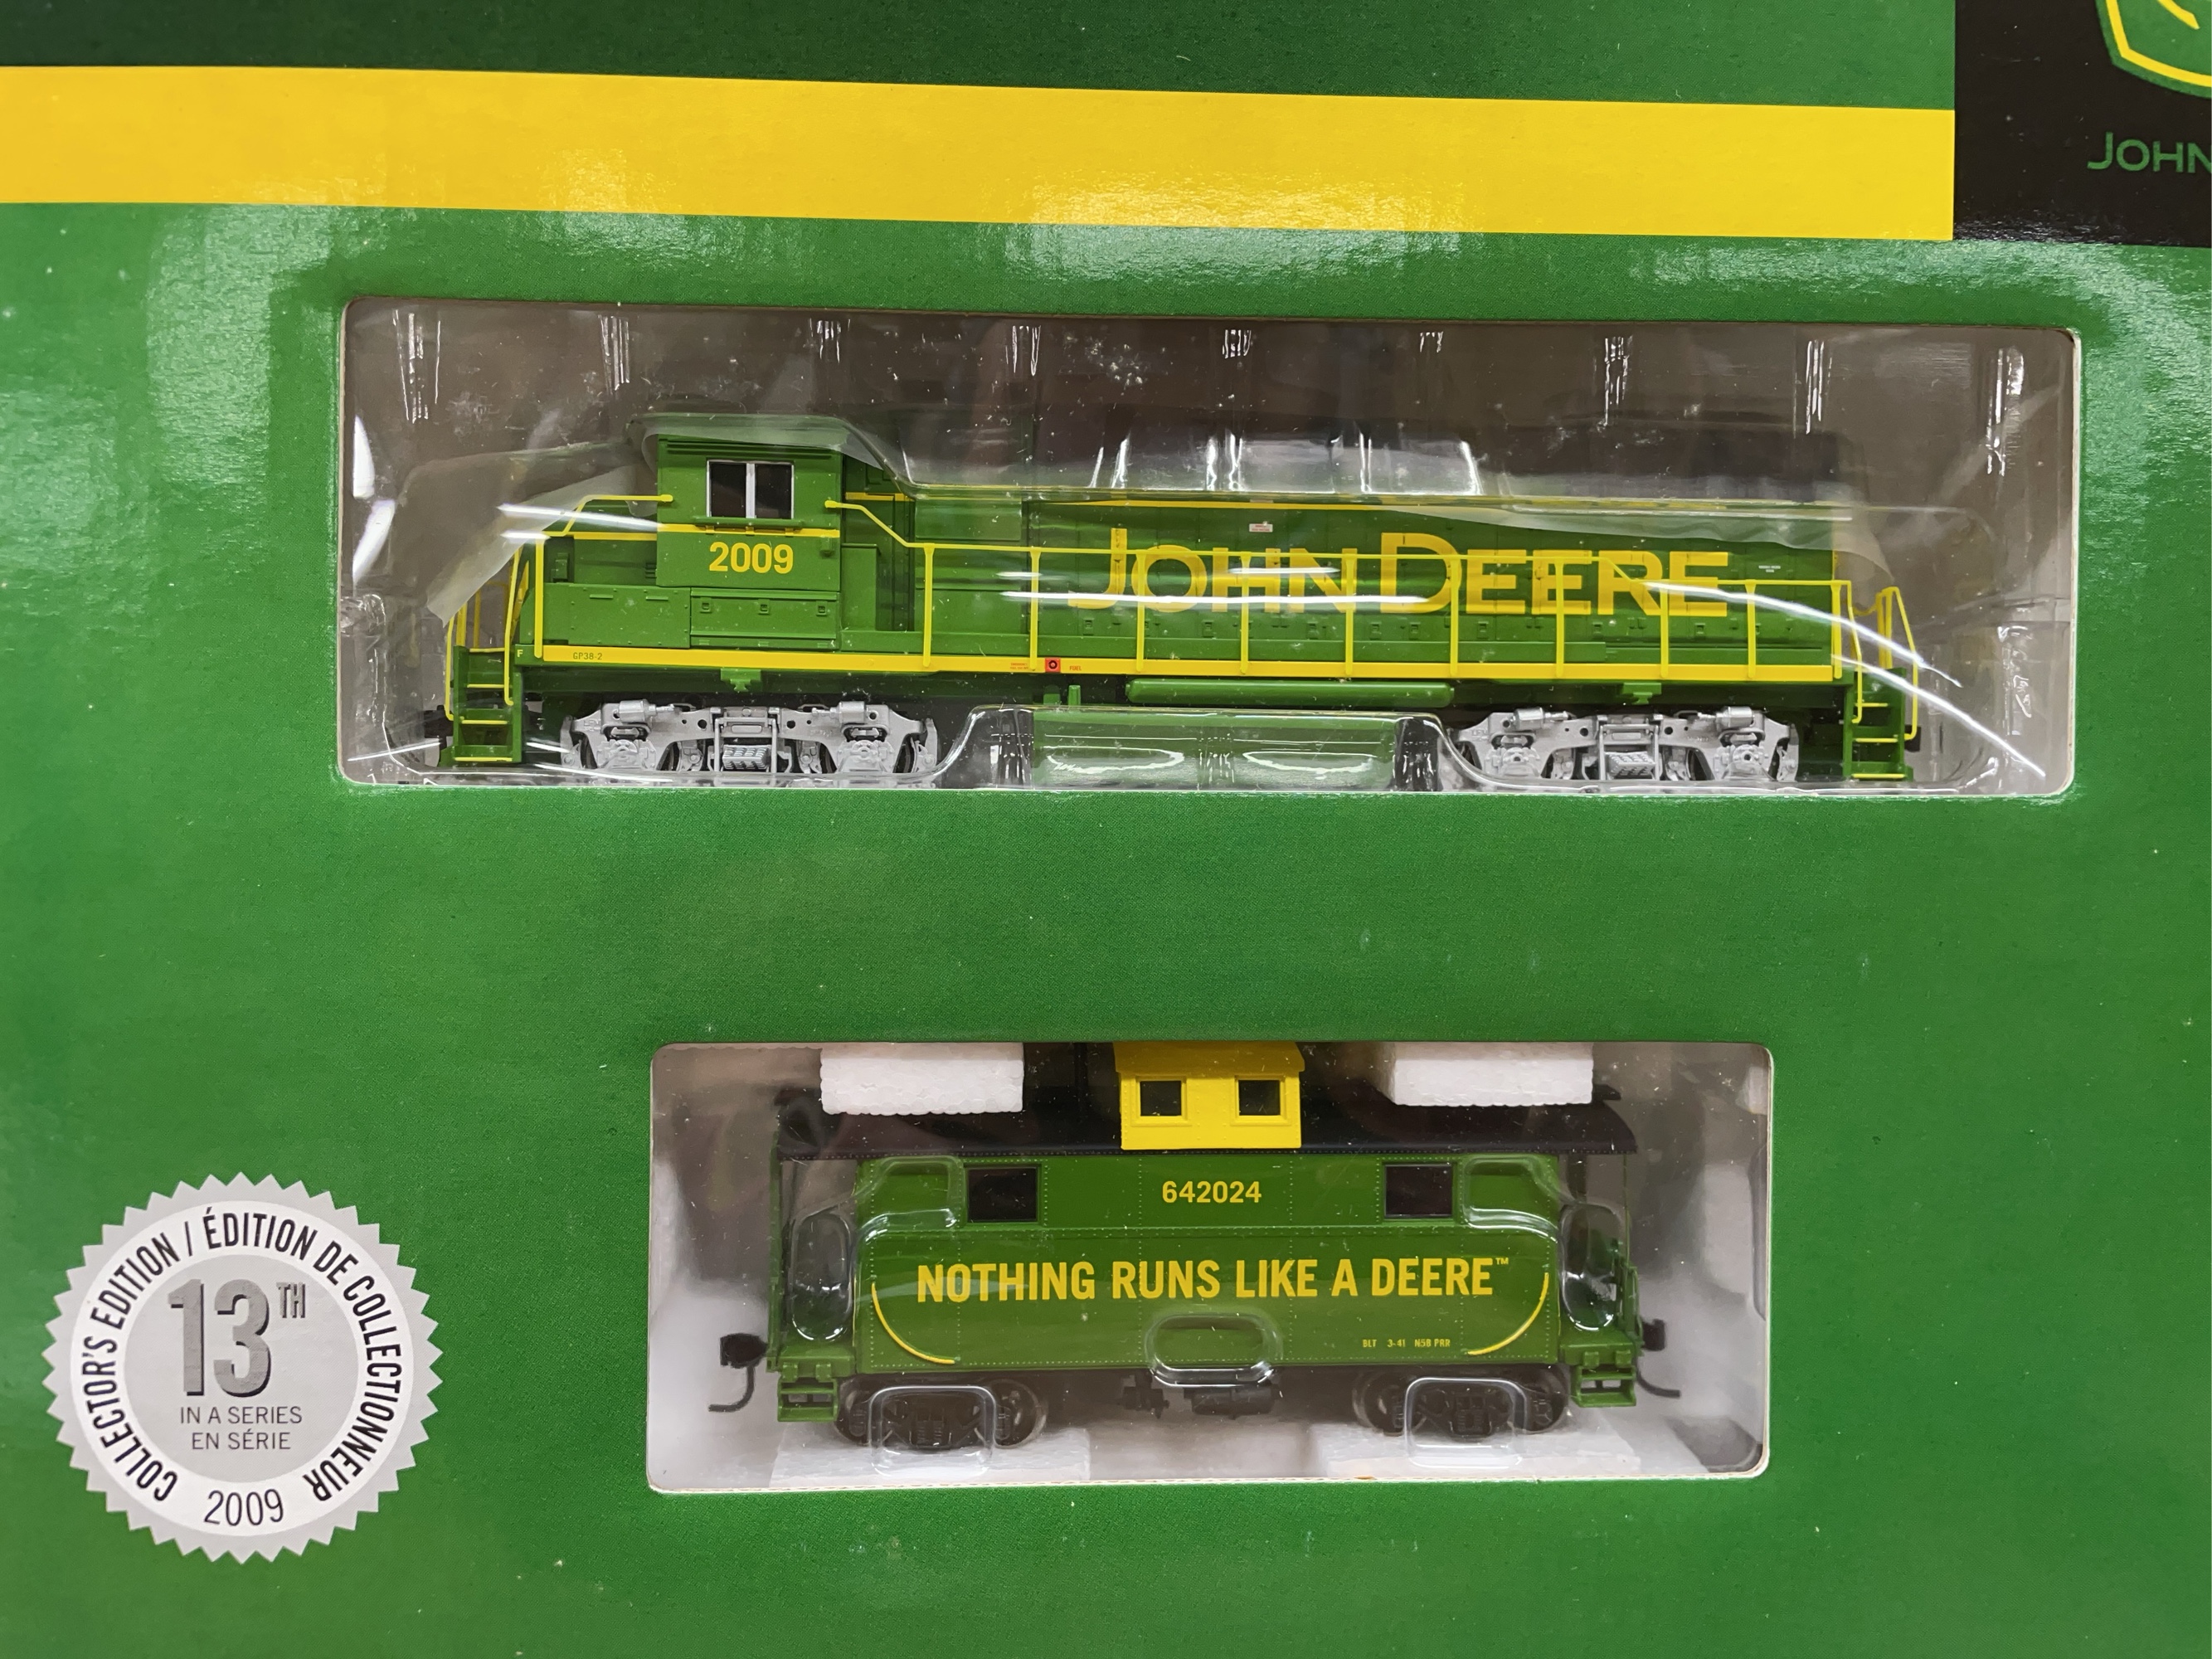 JOHN
2009
JOHN DEERE
F
GP38-2
642024
NOTHING RUNS LIKE A DEERE™
BLT 3-41 N5B PRR
COLLECTOR'S EDITION / ÉDITION DE COLLECTIONNEUR
13TH
IN A SERIES
EN SÉRIE
2009